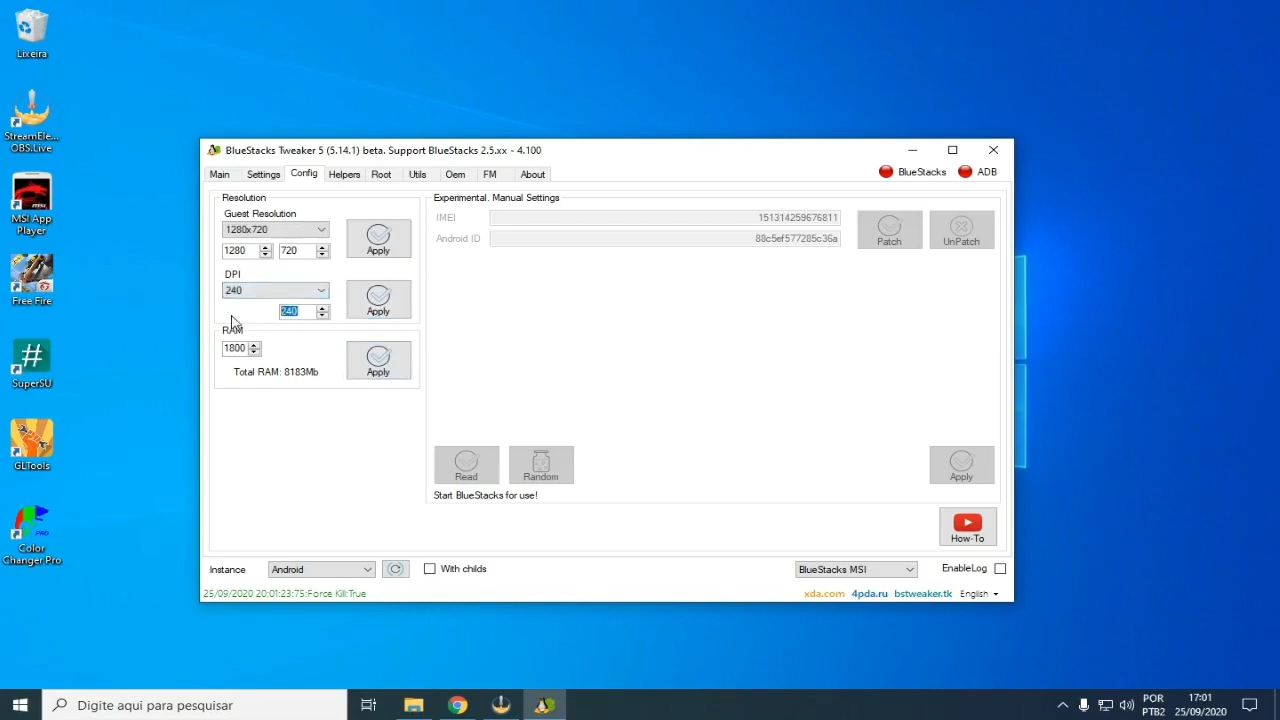 Lixeira
StreamEle...
OBS.Live
MSI App
Player
Free Fire
SuperSU
GLTools
Color
Changer Pro
BlueStacks Tweaker 5 (5.14.1) beta. Support BlueStacks 2.5.xx - 4.100
Main Settings Config Helpers Root Utils Oem FM About
BlueStacks ADB
Resolution
Guest Resolution
1280x720
1280 720
Apply
DPI
240
240
Apply
RAM
1800
Total RAM: 8183Mb
Apply
Experimental. Manual Settings
IMEI 151314259676811
Android ID 88c5ef577285c36a
Patch UnPatch
Read Random Apply
Start BlueStacks for use!
How-To
Instance Android With childs BlueStacks MSI EnableLog
25/09/2020 20:01:23:75:Force Kill:True xda.com 4pda.ru bstweaker.tk English
Digite aqui para pesquisar
POR
PTB2
17:01
25/09/2020